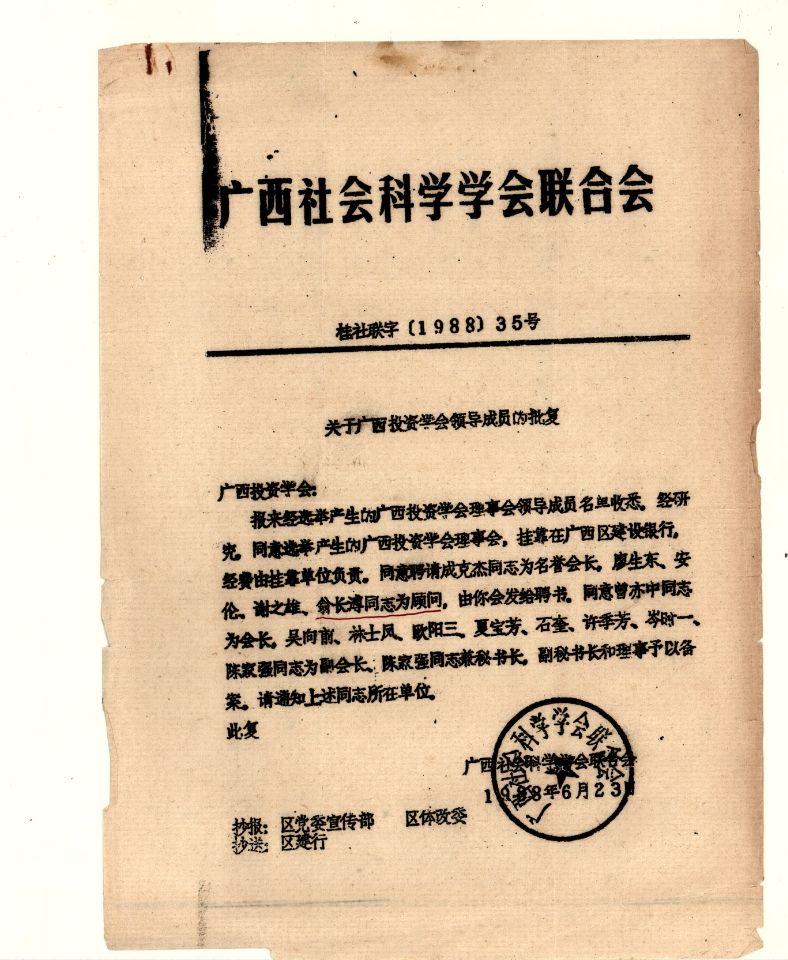 广西社会科学学会联合会
桂社联字〔1988〕35号
关于广西投资学会领导成员的批复
广西投资学会：
报来经选举产生的广西投资学会理事会领导成员名单收悉。经研
究。同意选举产生的广西投资学会理事会，挂靠在广西区建设银行。
经费由挂靠单位负责。同意聘请成克杰同志为名誉会长。廖生东、安
伦、谢之雄、翁长溥同志为顾问，由你会发给聘书。同意曾亦中同志
为会长。吴向前、林士凤、欧阳三、夏宝芳、石奎、许季芳、岑时一、
陈家强同志为副会长、陈家强同志兼秘书长。副秘书长和理事予以备
案。请通知上述同志所在单位。
此复
广西社会科学学会联合会
1988年6月23日
抄报：区党委宣传部 区体改委
抄送：区建行